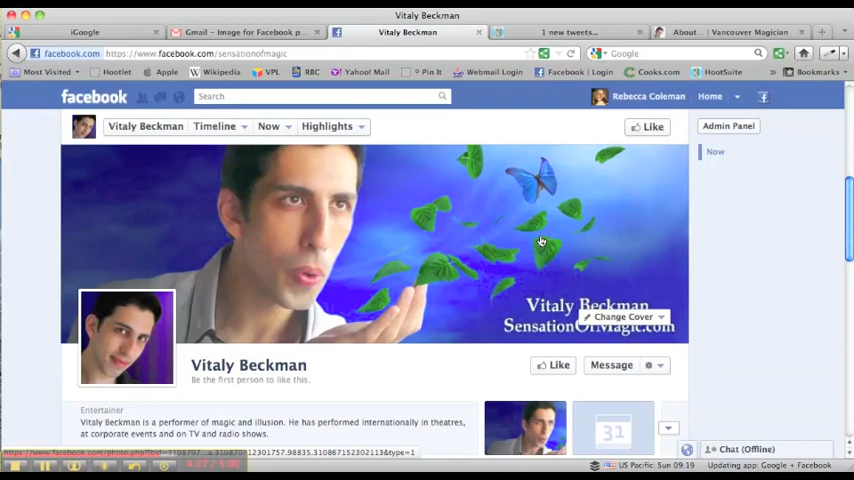 Vitaly Beckman
iGoogle
Gmail - Image for Facebook p...
Vitaly Beckman
1 new tweets...
About... | Vancouver Magician
facebook.com
https://www.facebook.com/sensationofmagic
Google
Most Visited
Hootlet
Apple
Wikipedia
VPL
RBC
Yahoo! Mail
Pin It
Webmail Login
Facebook | Login
Cooks.com
HootSuite
Bookmarks
facebook
Search
Rebecca Coleman
Home
Vitaly Beckman
Timeline
Now
Highlights
Like
Admin Panel
Now
Vitaly Beckman
SensationOfMagic.com
Change Cover
Vitaly Beckman
Be the first person to like this.
Like
Message
Entertainer
Vitaly Beckman is a performer of magic and illusion. He has performed internationally in theatres,
at corporate events and on TV and radio shows.
31
Chat (Offline)
US Pacific: Sun 09:19
Updating app: Google + Facebook